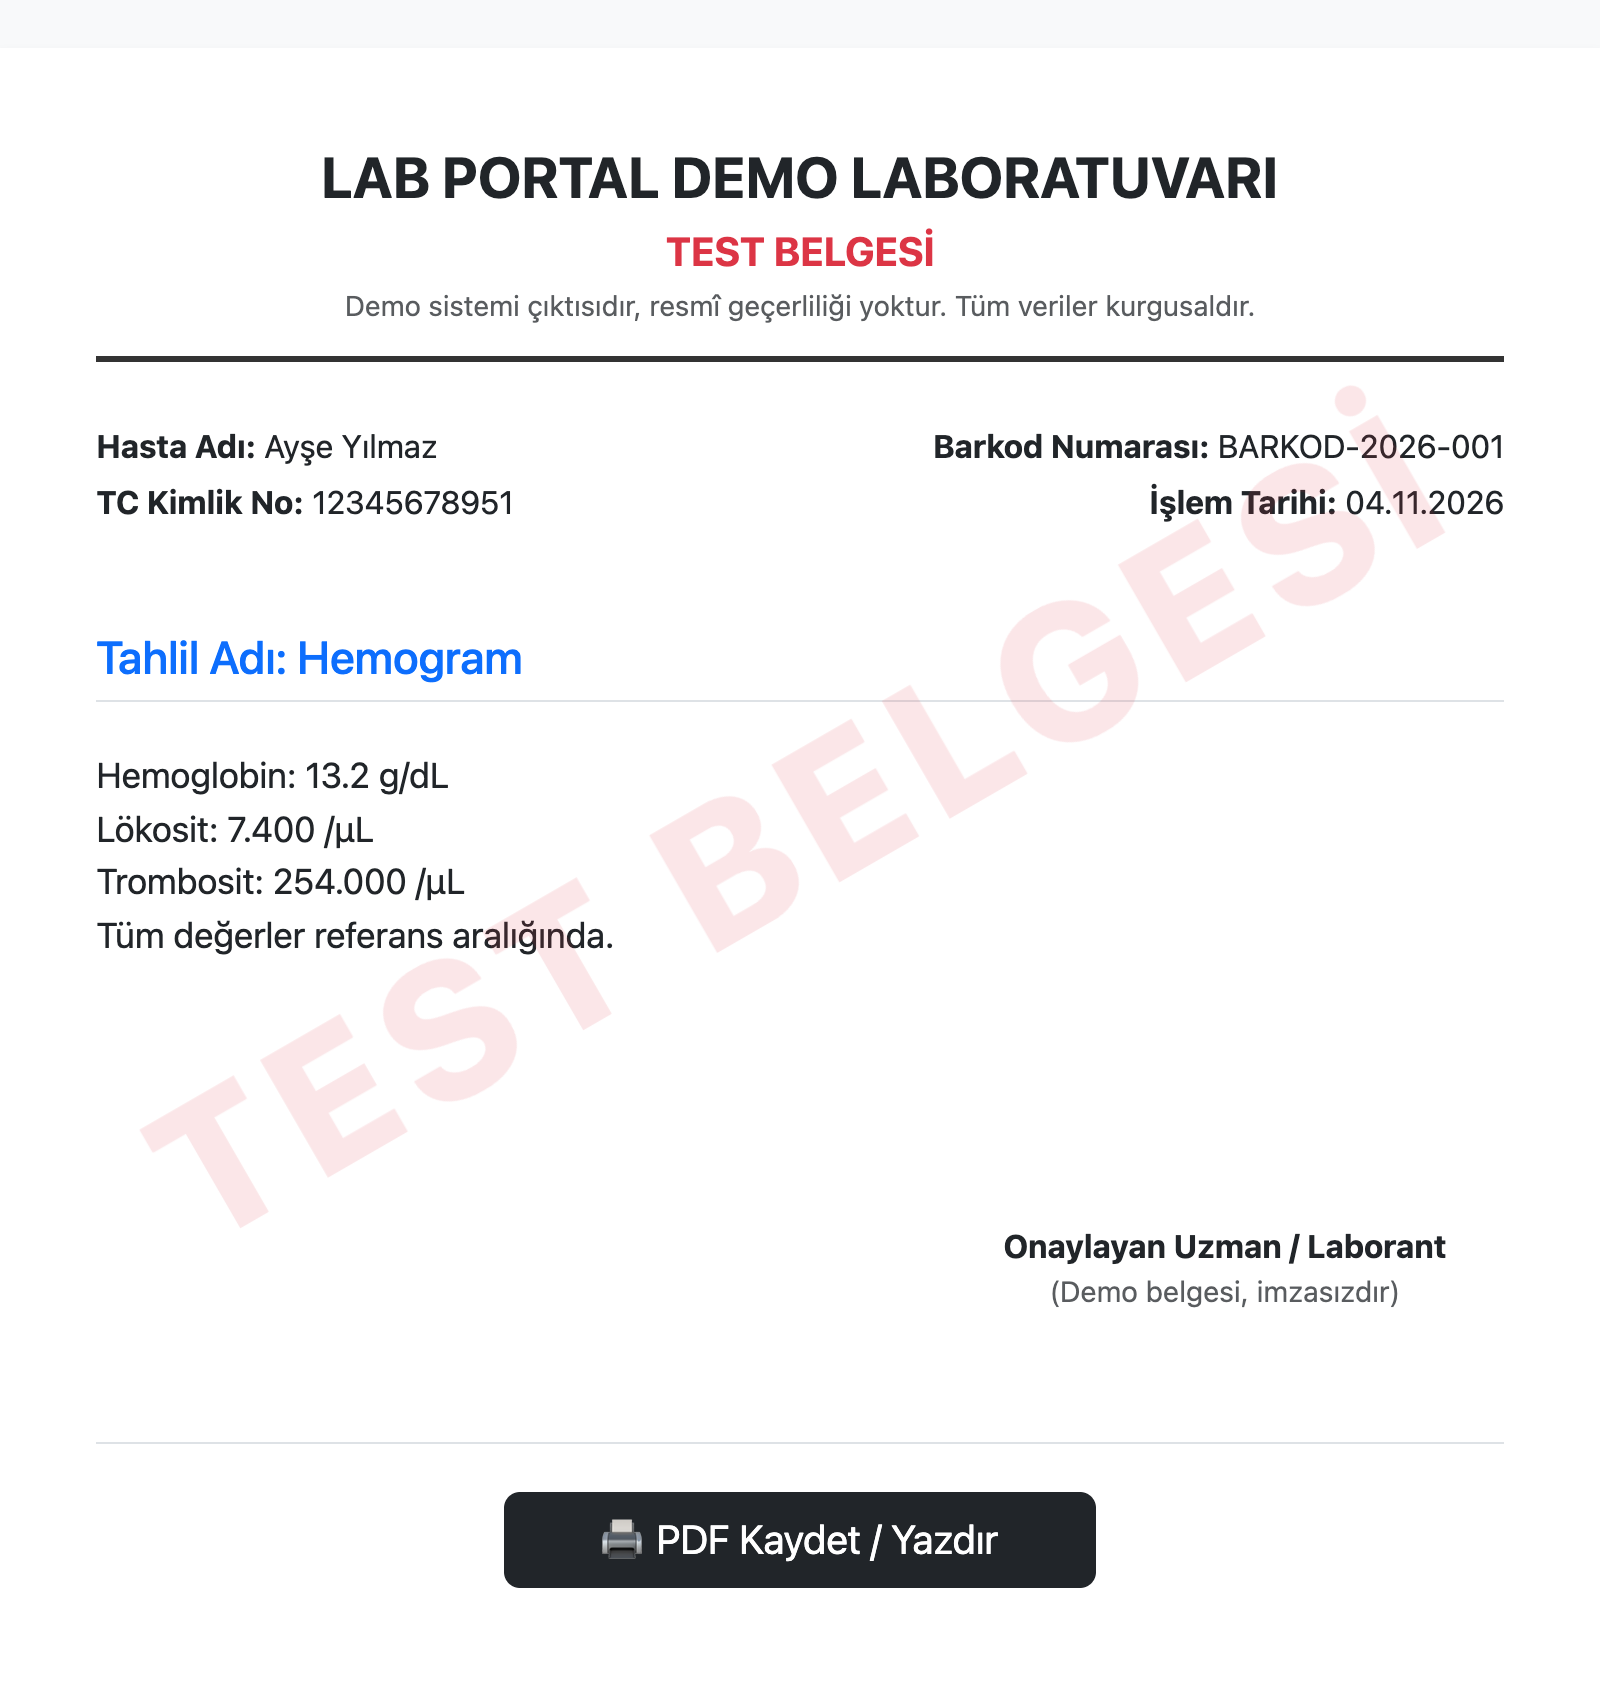 LAB PORTAL DEMO LABORATUVARI
TEST BELGESİ
Demo sistemi çıktısıdır, resmî geçerliliği yoktur. Tüm veriler kurgusaldır.
Hasta Adı: Ayşe Yılmaz
Barkod Numarası: BARKOD-2026-001
TC Kimlik No: 12345678951
İşlem Tarihi: 04.11.2026
Tahlil Adı: Hemogram
Hemoglobin: 13.2 g/dL
Lökosit: 7.400 /µL
Trombosit: 254.000 /µL
Tüm değerler referans aralığında.
TEST BELGESİ
Onaylayan Uzman / Laborant
(Demo belgesi, imzasızdır)
PDF Kaydet / Yazdır